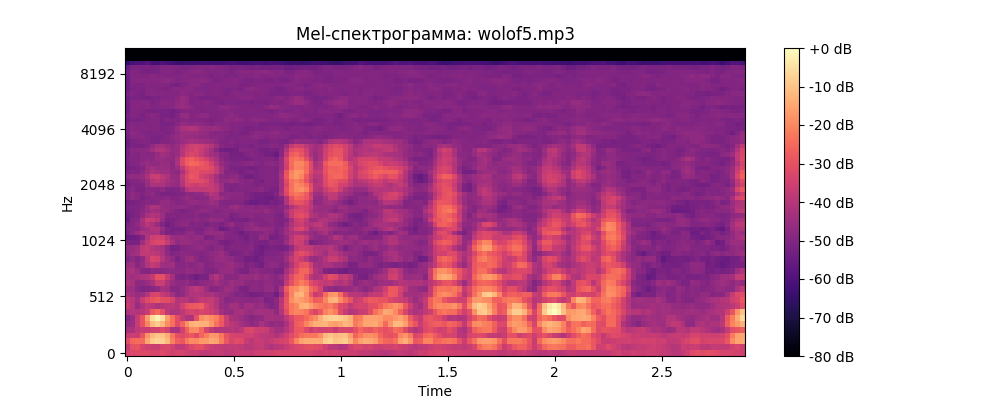 Mel-спектрограмма: wolof5.mp3
8192
4096
2048
1024
512
0
Hz
0
0.5
1
1.5
2
2.5
Time
+0 dB
-10 dB
-20 dB
-30 dB
-40 dB
-50 dB
-60 dB
-70 dB
-80 dB